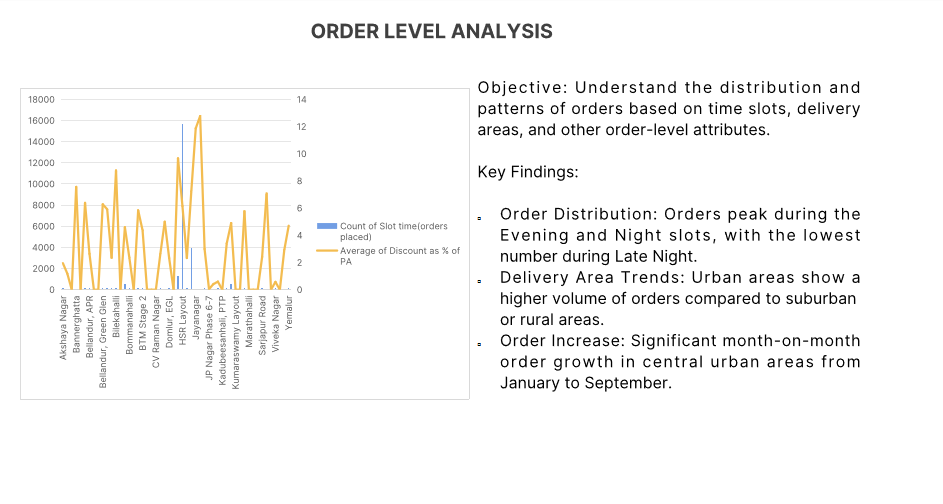 ORDER LEVEL ANALYSIS
18000
16000
14000
12000
10000
8000
6000
4000
2000
0
14
12
10
8
6
4
2
0
Akshaya Nagar
Bannerghatta
Bellandur, APR
Bellandur, Green Glen
Bilekahalli
Bommanahalli
BTM Stage 2
CV Raman Nagar
Domlur, EGL
HSR Layout
Jayanagar
JP Nagar Phase 6-7
Kadubeesanhali, PTP
Kumaraswamy Layout
Marathahalli
Sarjapur Road
Viveka Nagar
Yemalur
Count of Slot time(orders
placed)
Average of Discount as % of
PA
Objective: Understand the distribution and
patterns of orders based on time slots, delivery
areas, and other order-level attributes.
Key Findings:
Order Distribution: Orders peak during the
Evening and Night slots, with the lowest
number during Late Night.
Delivery Area Trends: Urban areas show a
higher volume of orders compared to suburban
or rural areas.
Order Increase: Significant month-on-month
order growth in central urban areas from
January to September.